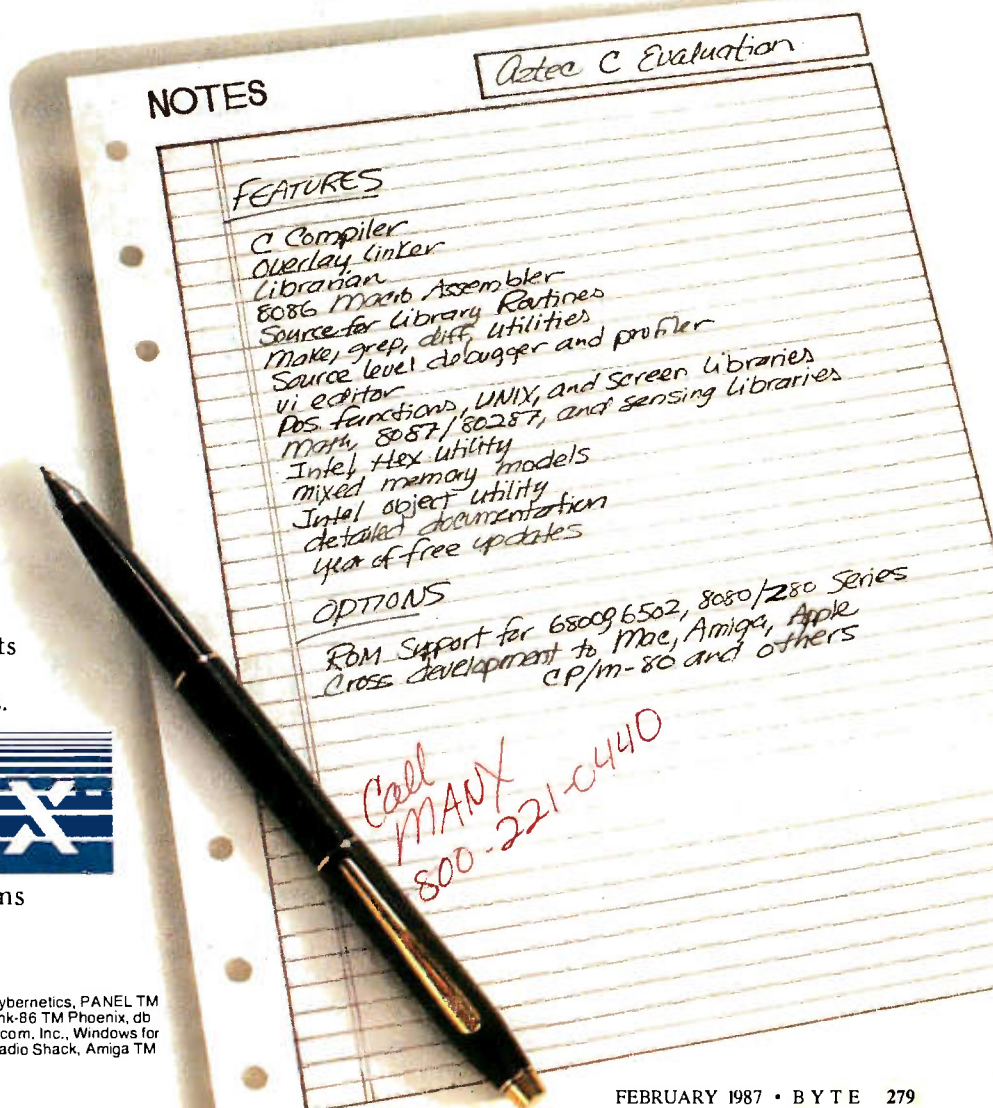 NOTES
Aztec C Evaluation
FEATURES
C Compiler
Overlay Linker
Librarian
8086 Macro Assembler
Source for Library Routines
Make, grep, diff, utilities
Source level debugger and profiler
vi editor
Dos functions, UNIX, and Screen Libraries
Math, 8087/80287, and sensing Libraries
Intel Hex utility
mixed memory models
Intel object utility
detailed documentation
year of free updates
OPTIONS
ROM Support for 6809, 6502, 8080/Z80 Series
Cross development to Mac, Amiga, Apple
CP/M-80 and others
Call
MANX
800-221-0440
ts
s.
X
ns
ybernetics, PANEL TM
nk-86 TM Phoenix, db
com, Inc., Windows for
adio Shack, Amiga TM
FEBRUARY 1987 • BYTE 279